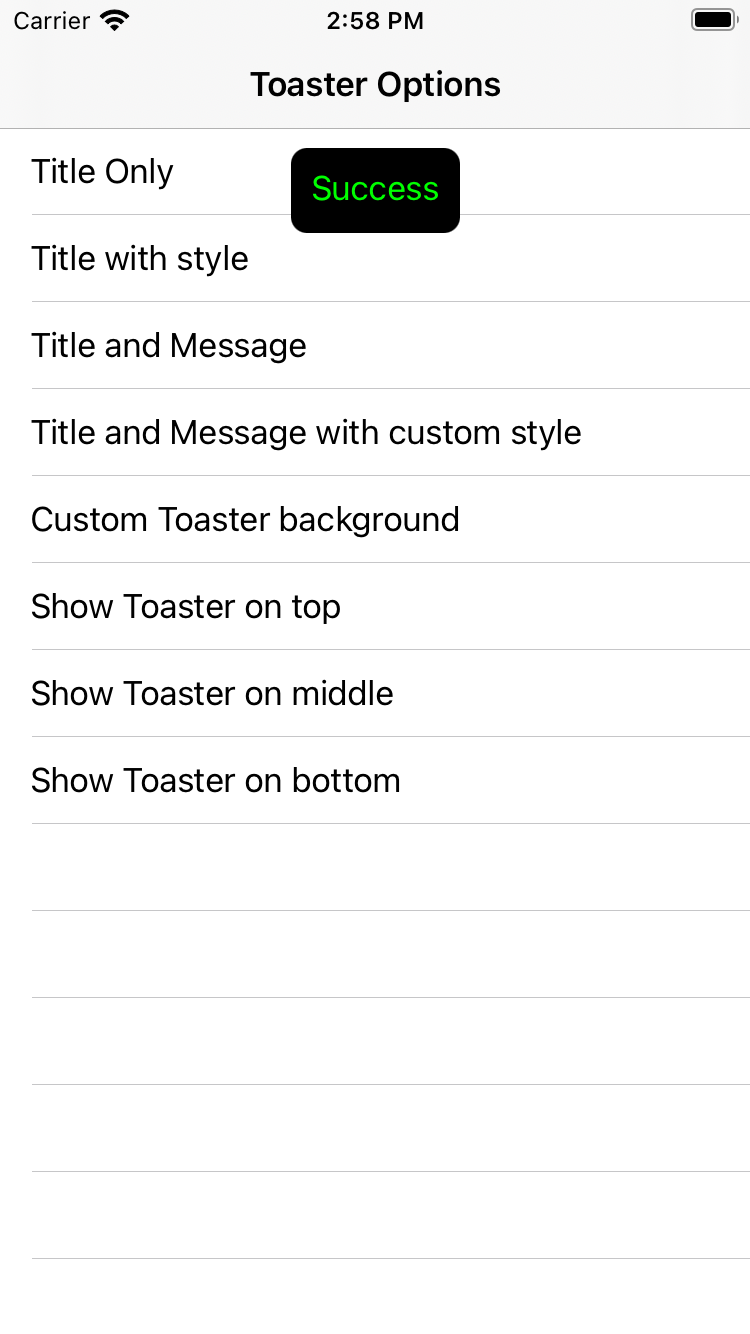 Carrier 2:58 PM
Toaster Options
Title Only
Success
Title with style
Title and Message
Title and Message with custom style
Custom Toaster background
Show Toaster on top
Show Toaster on middle
Show Toaster on bottom